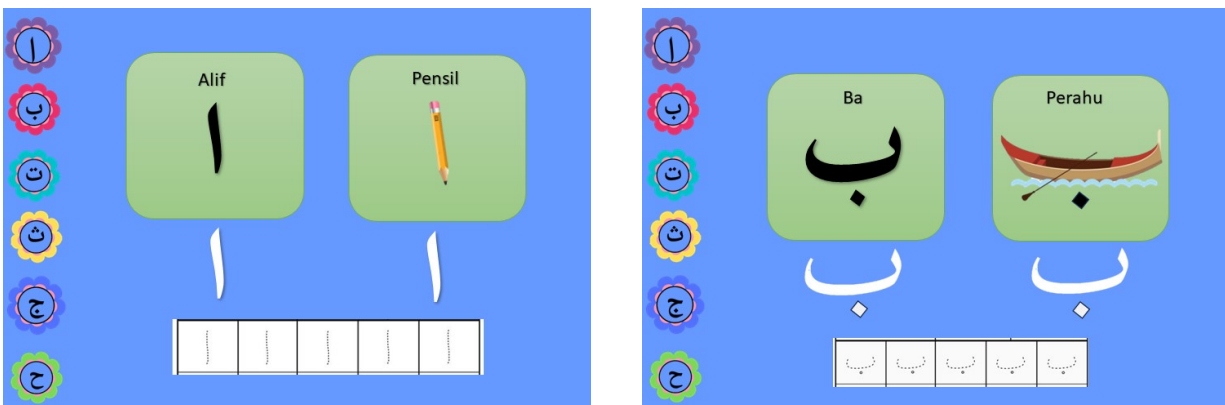 ا
ب
ت
ث
ج
ح
Alif
ا
Pensil
ا ا
ا ا ا ا ا
ا
ب
ت
ث
ج
ح
Ba
ب
Perahu
ب ب
ب ب ب ب ب